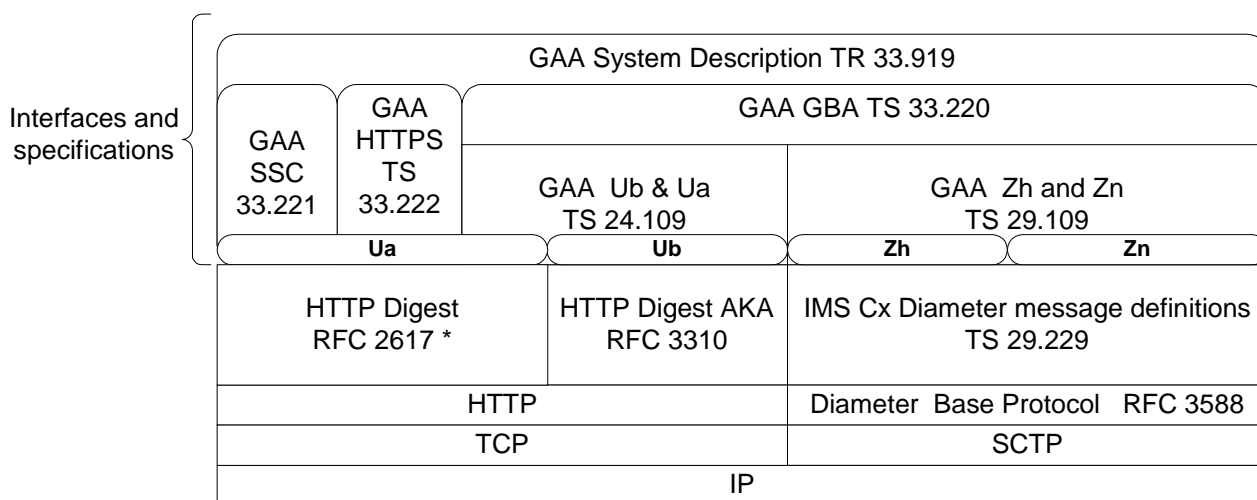 GAA System Description TR 33.919
Interfaces and
specifications
GAA
SSC
33.221
GAA
HTTPS
TS
33.222
GAA GBA TS 33.220
GAA Ub & Ua
TS 24.109
GAA Zh and Zn
TS 29.109
Ua
Ub
Zh
Zn
HTTP Digest
RFC 2617 *
HTTP Digest AKA
RFC 3310
IMS Cx Diameter message definitions
TS 29.229
HTTP
Diameter Base Protocol RFC 3588
TCP
SCTP
IP